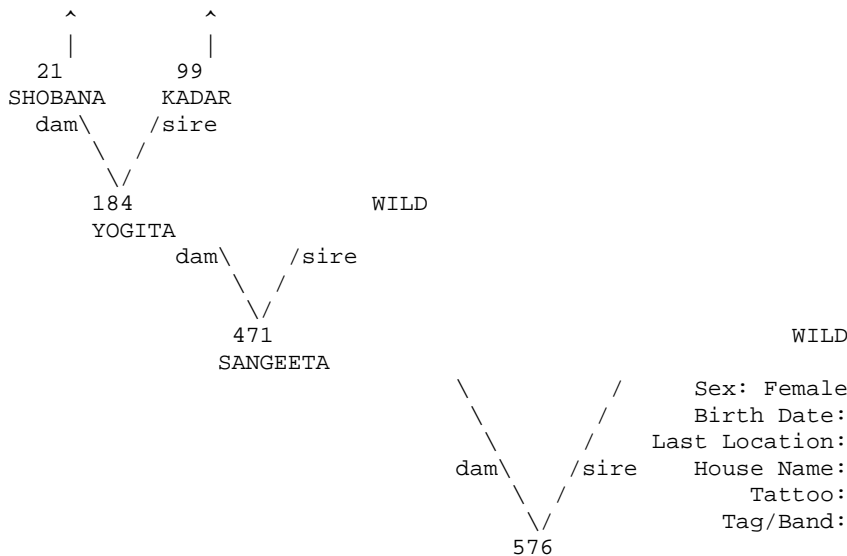 ^ ^
| |
21 99
SHOBANA KADAR
dam\ /sire
\ /
\/
184 WILD
YOGITA
dam\ /sire
\ /
\/
471 WILD
SANGEETA
\ / Sex: Female
\ / Birth Date:
\ / Last Location:
dam\ /sire House Name:
\ / Tattoo:
\/ Tag/Band:
576